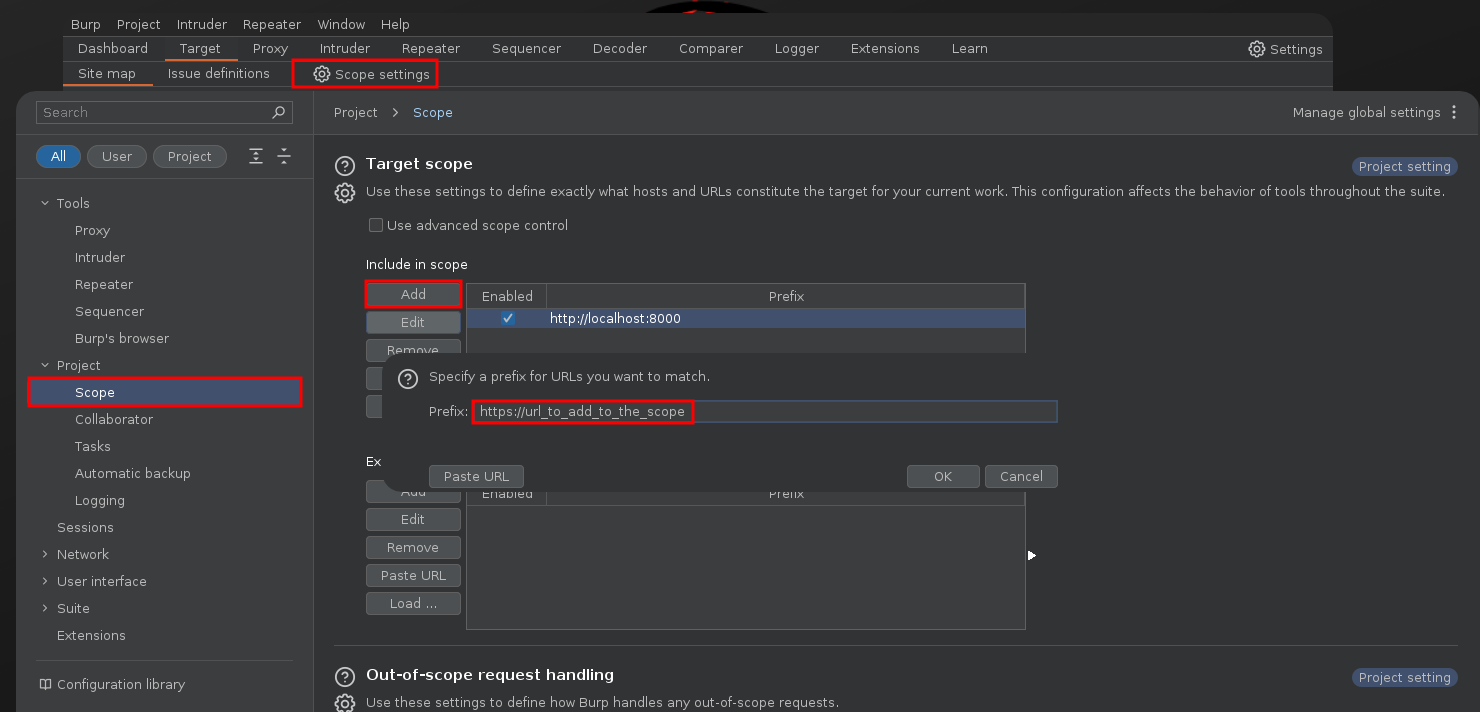 Burp Project Intruder Repeater Window Help
Dashboard Target Proxy Intruder Repeater Sequencer Decoder Comparer Logger Extensions Learn Settings
Site map Issue definitions Scope settings
Search
All User Project
Tools
Proxy
Intruder
Repeater
Sequencer
Burp's browser
Project
Scope
Collaborator
Tasks
Automatic backup
Logging
Sessions
Network
User interface
Suite
Extensions
Configuration library
Project > Scope Manage global settings
Target scope Project setting
Use these settings to define exactly what hosts and URLs constitute the target for your current work. This configuration affects the behavior of tools throughout the suite.
Use advanced scope control
Include in scope
Add Enabled Prefix
Edit http://localhost:8000
Remove
Specify a prefix for URLs you want to match.
Prefix: https://url_to_add_to_the_scope
Ex
Paste URL OK Cancel
Add Enabled Prefix
Edit
Remove
Paste URL
Load ...
Out-of-scope request handling Project setting
Use these settings to define how Burp handles any out-of-scope requests.